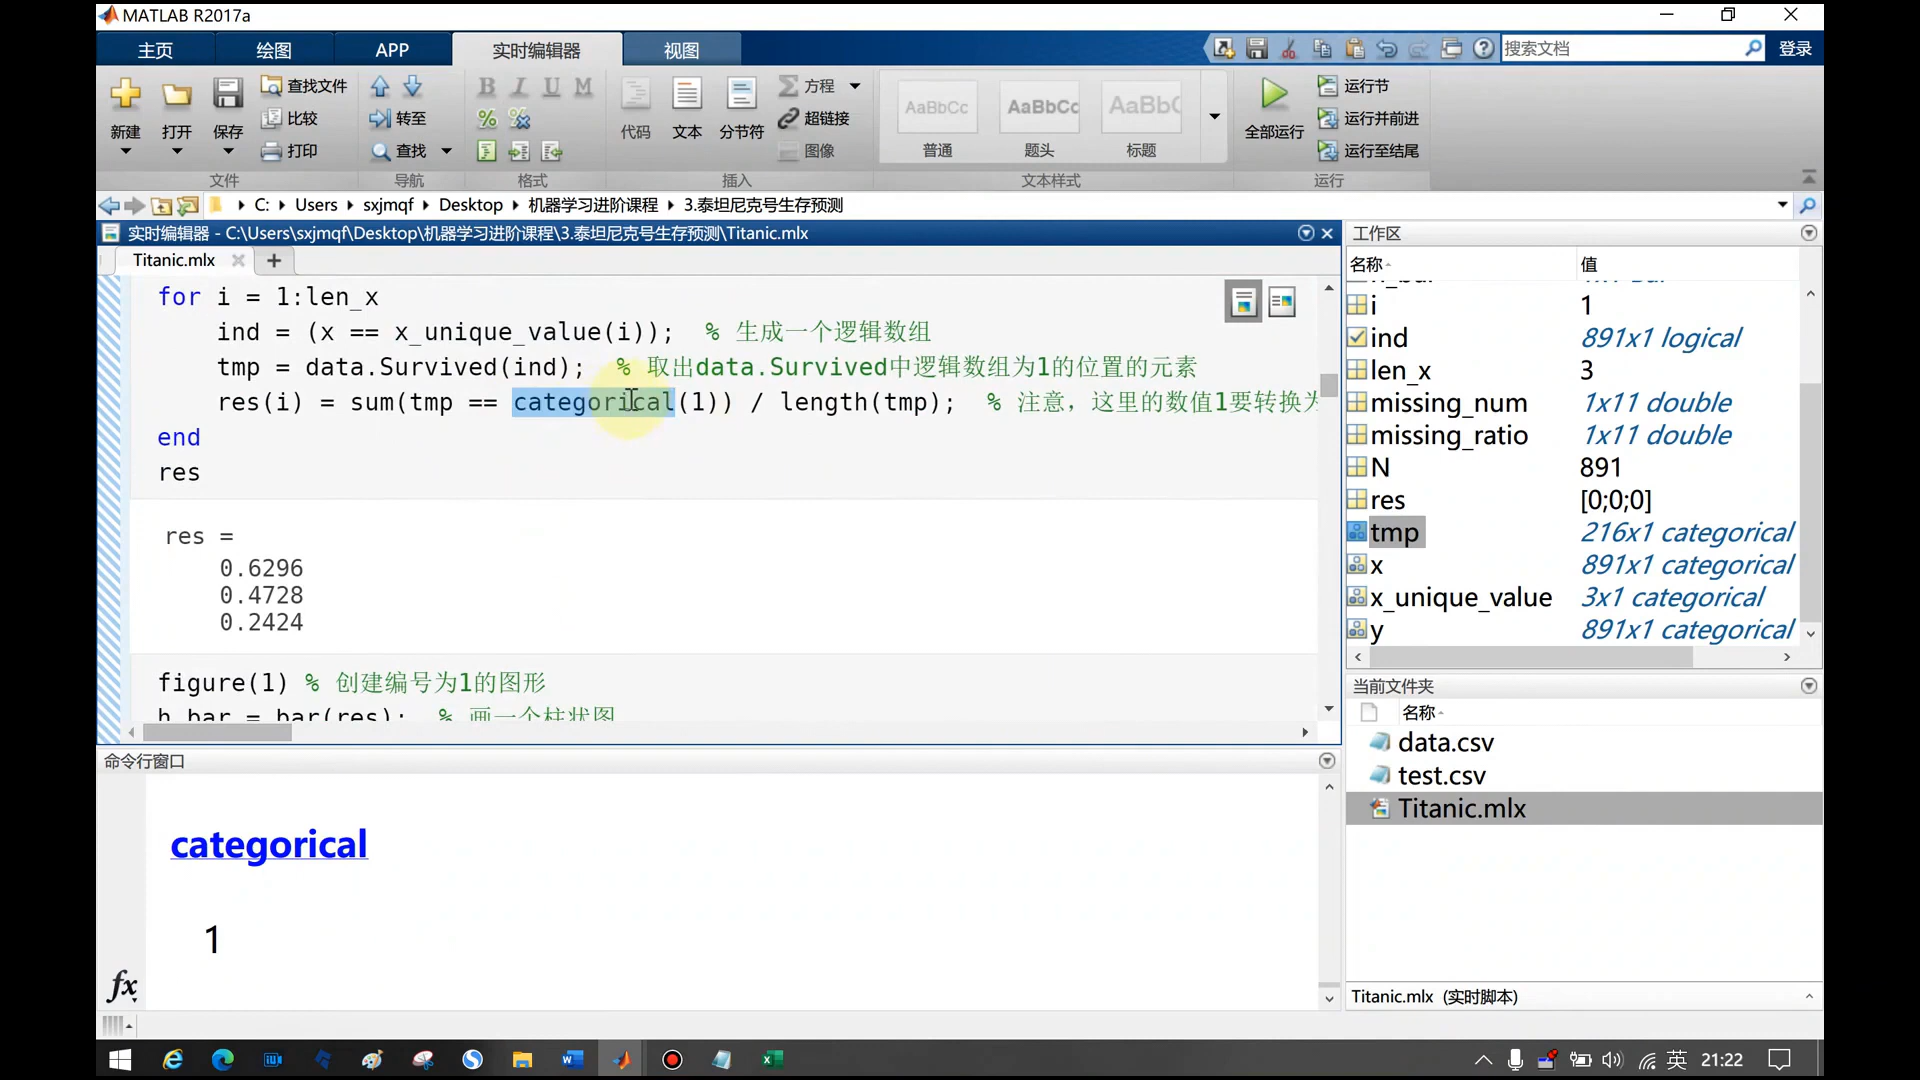 MATLAB R2017a
主页 绘图 APP 实时编辑器 视图 搜索文档 登录
新建 打开 保存 查找文件 比较 打印
转至 查找
B I U M
代码 文本 分节符 方程 超链接 图像
AaBbCc AaBbCc AaBbC
普通 题头 标题
全部运行 运行节 运行并前进 运行至结尾
文件 导航 格式 插入 文本样式 运行
C: Users sxjmqf Desktop 机器学习进阶课程 3.泰坦尼克号生存预测
实时编辑器 - C:\Users\sxjmqf\Desktop\机器学习进阶课程\3.泰坦尼克号生存预测\Titanic.mlx
Titanic.mlx
for i = 1:len_x
ind = (x == x_unique_value(i)); % 生成一个逻辑数组
tmp = data.Survived(ind); % 取出data.Survived中逻辑数组为1的位置的元素
res(i) = sum(tmp == categorical(1)) / length(tmp); % 注意，这里的数值1要转换为
end
res
res =
0.6296
0.4728
0.2424
figure(1) % 创建编号为1的图形
h_bar = bar(res); % 画一个柱状图
命令行窗口
categorical
1
fx
工作区
名称 值
h_bar 1x1 Bar
i 1
ind 891x1 logical
len_x 3
missing_num 1x11 double
missing_ratio 1x11 double
N 891
res [0;0;0]
tmp 216x1 categorical
x 891x1 categorical
x_unique_value 3x1 categorical
y 891x1 categorical
当前文件夹
名称
data.csv
test.csv
Titanic.mlx
Titanic.mlx (实时脚本)
英 21:22